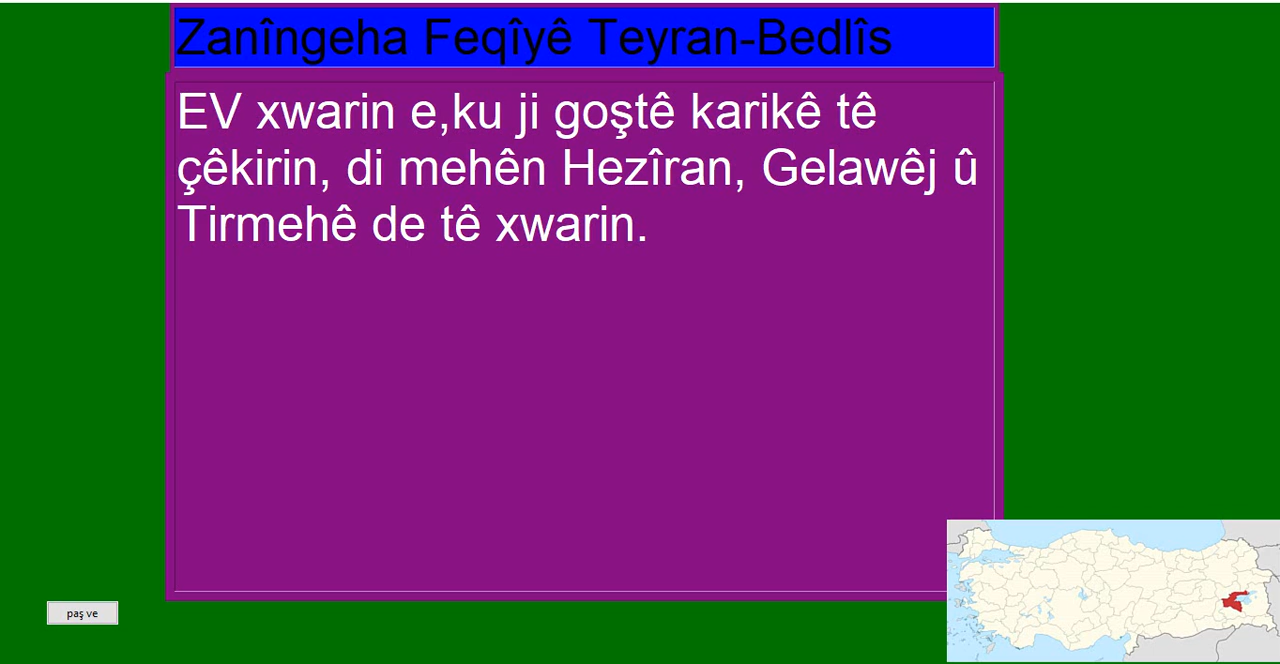 Zanîngeha Feqîyê Teyran-Bedlîs
EV xwarin e,ku ji goştê karikê tê
çêkirin, di mehên Hezîran, Gelawêj û
Tirmehê de tê xwarin.
paş ve